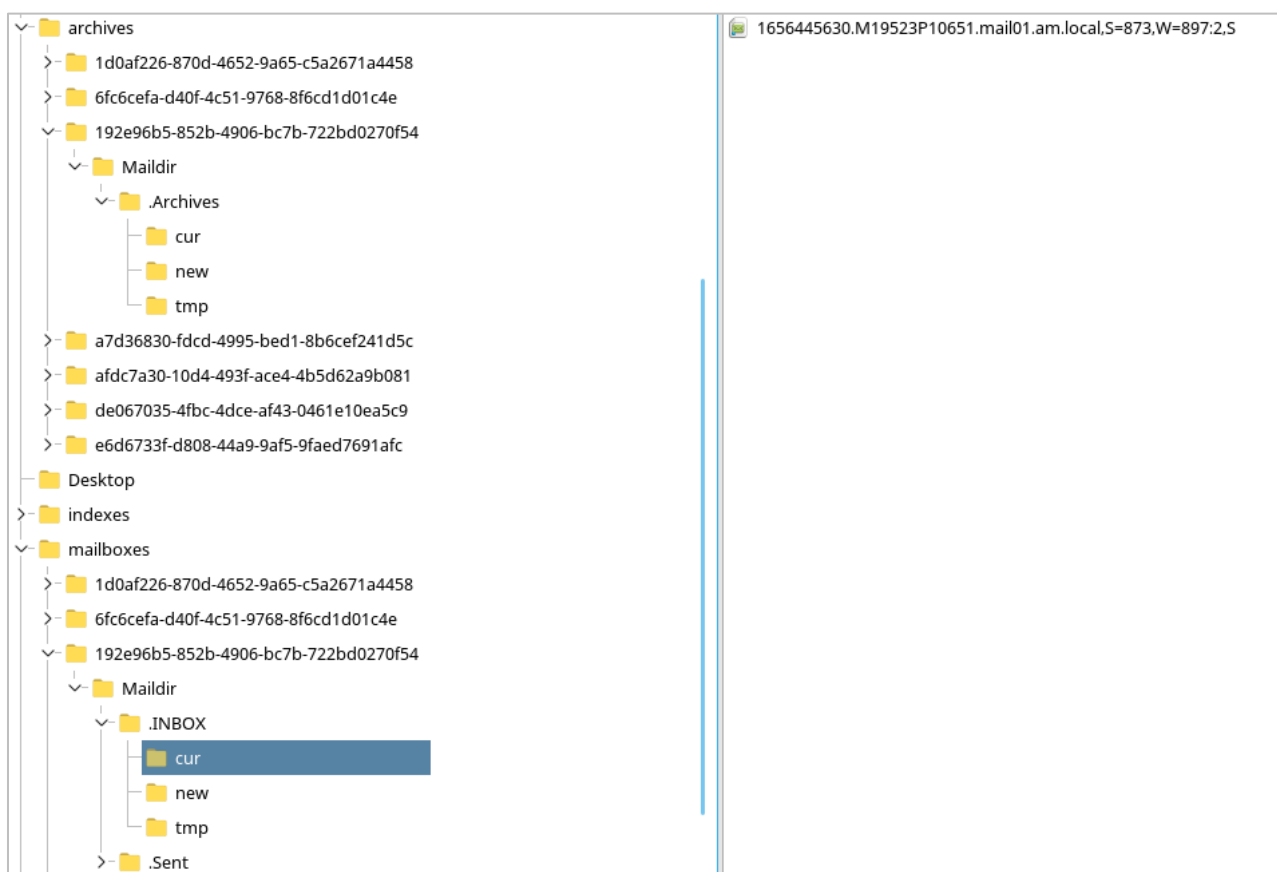 archives
1d0af226-870d-4652-9a65-c5a2671a4458
6fc6cefa-d40f-4c51-9768-8f6cd1d01c4e
192e96b5-852b-4906-bc7b-722bd0270f54
Maildir
.Archives
cur
new
tmp
a7d36830-fdcd-4995-bed1-8b6cef241d5c
afdc7a30-10d4-493f-ace4-4b5d62a9b081
de067035-4fbc-4dce-af43-0461e10ea5c9
e6d6733f-d808-44a9-9af5-9faed7691afc
Desktop
indexes
mailboxes
1d0af226-870d-4652-9a65-c5a2671a4458
6fc6cefa-d40f-4c51-9768-8f6cd1d01c4e
192e96b5-852b-4906-bc7b-722bd0270f54
Maildir
.INBOX
cur
new
tmp
.Sent
1656445630.M19523P10651.mail01.am.local,S=873,W=897:2,S